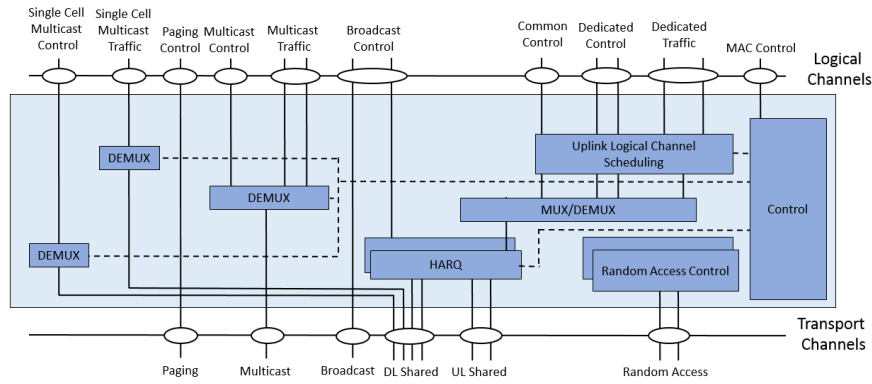 Single Cell
Multicast
Control
Single Cell
Multicast
Traffic
Paging
Control
Multicast
Control
Multicast
Traffic
Broadcast
Control
Common
Control
Dedicated
Control
Dedicated
Traffic
MAC Control
Logical
Channels
Uplink Logical Channel
Scheduling
DEMUX
DEMUX
MUX/DEMUX
Control
DEMUX
HARQ
Random Access Control
Transport
Channels
Paging
Multicast
Broadcast
DL Shared
UL Shared
Random Access